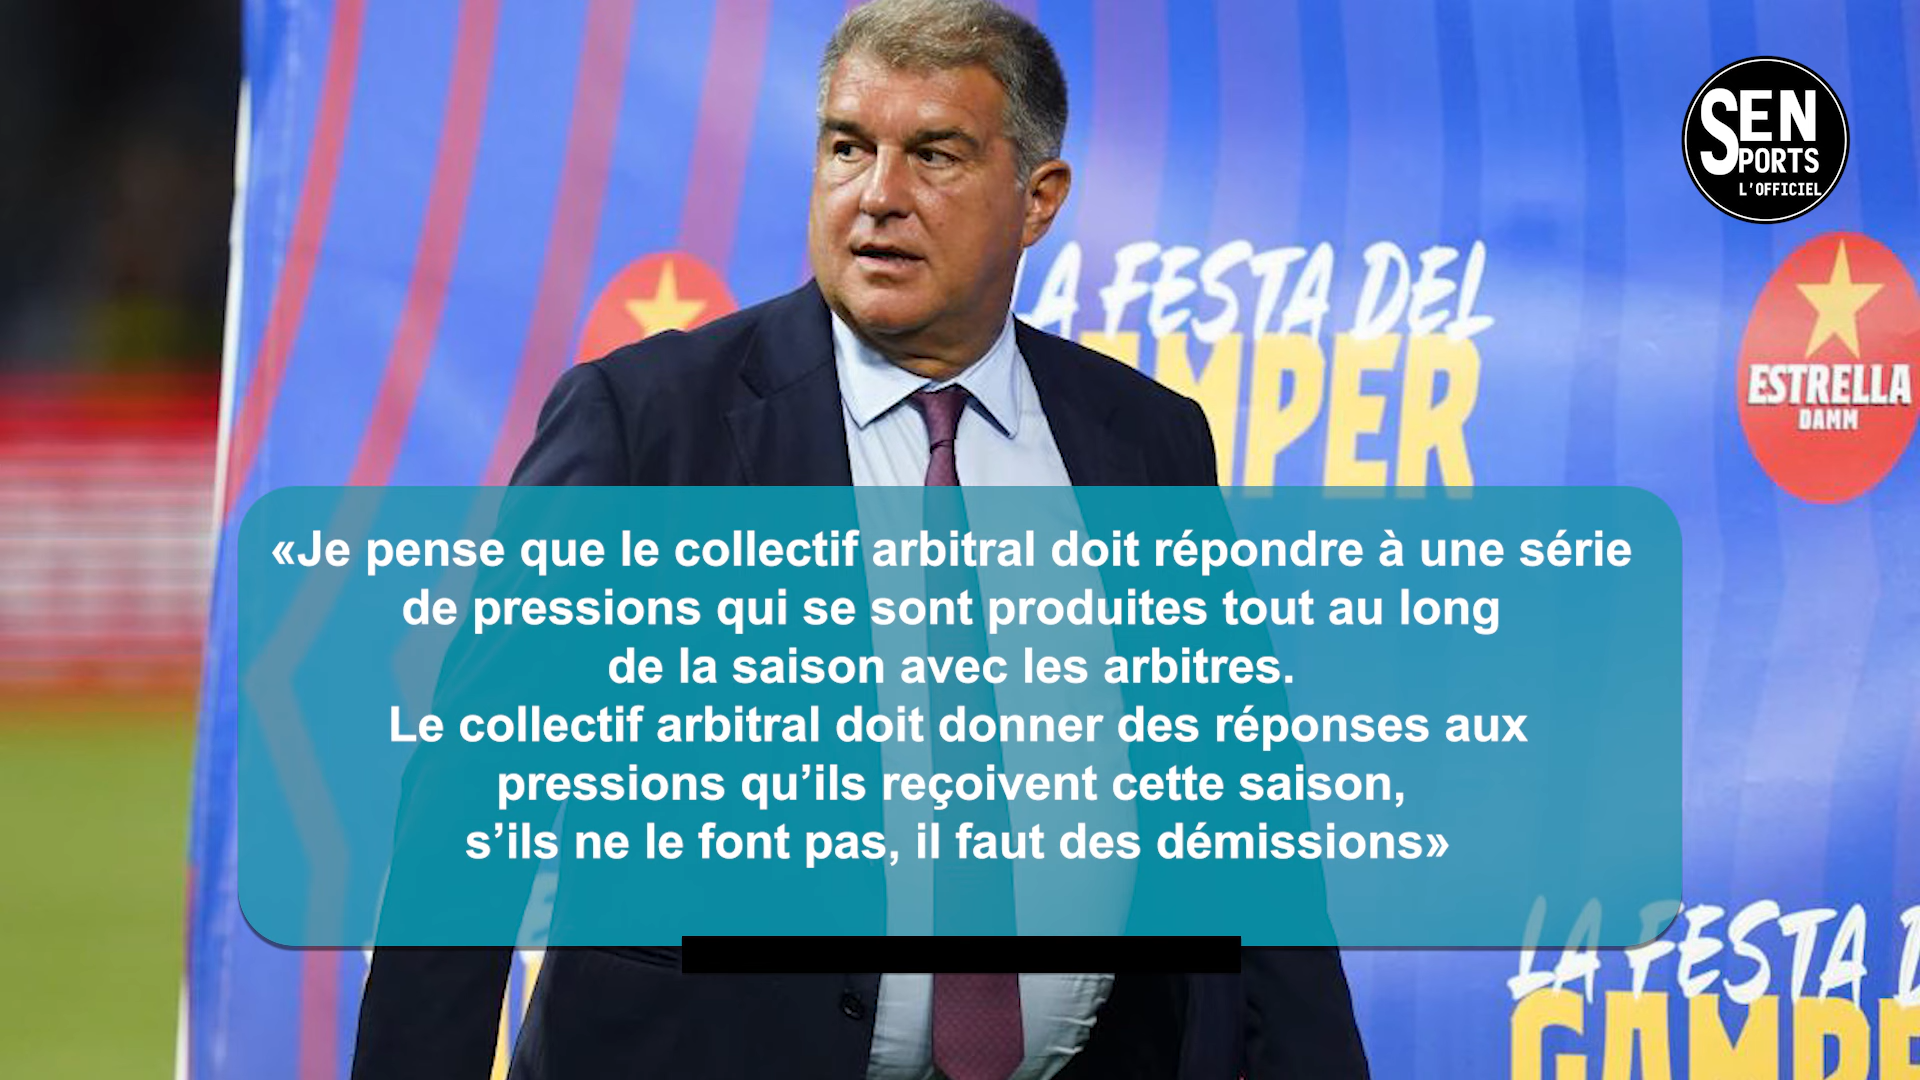 SEN
SPORTS
L'OFFICIEL
LA FESTA DEL
GAMPER
ESTRELLA
DAMM
«Je pense que le collectif arbitral doit répondre à une série
de pressions qui se sont produites tout au long
de la saison avec les arbitres.
Le collectif arbitral doit donner des réponses aux
pressions qu’ils reçoivent cette saison,
s’ils ne le font pas, il faut des démissions»
LA FESTA D
GAMPE